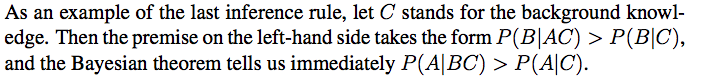 As an example of the last inference rule, let C stands for the background knowl-
edge. Then the premise on the left-hand side takes the form P(B|AC) > P(B|C),
and the Bayesian theorem tells us immediately P(A|BC) > P(A|C).